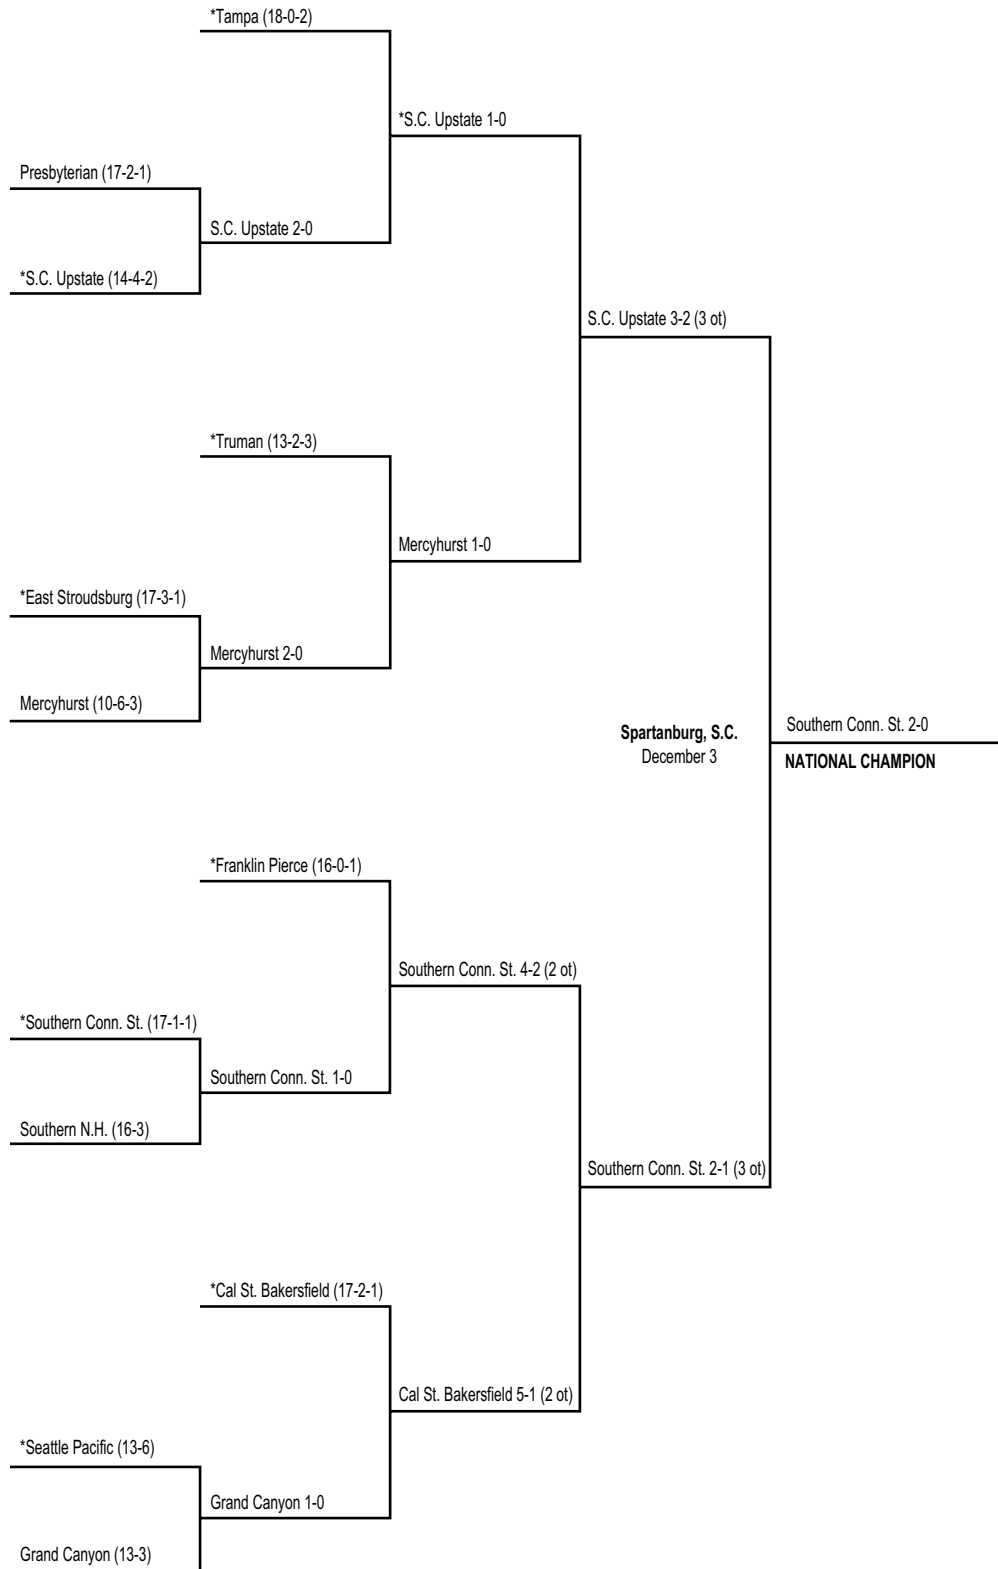 *Tampa (18-0-2)
*S.C. Upstate 1-0
Presbyterian (17-2-1)
S.C. Upstate 2-0
*S.C. Upstate (14-4-2)
S.C. Upstate 3-2 (3 ot)
*Truman (13-2-3)
Mercyhurst 1-0
*East Stroudsburg (17-3-1)
Mercyhurst 2-0
Mercyhurst (10-6-3)
Spartanburg, S.C.
December 3
Southern Conn. St. 2-0
NATIONAL CHAMPION
*Franklin Pierce (16-0-1)
Southern Conn. St. 4-2 (2 ot)
*Southern Conn. St. (17-1-1)
Southern Conn. St. 1-0
Southern N.H. (16-3)
Southern Conn. St. 2-1 (3 ot)
*Cal St. Bakersfield (17-2-1)
Cal St. Bakersfield 5-1 (2 ot)
*Seattle Pacific (13-6)
Grand Canyon 1-0
Grand Canyon (13-3)